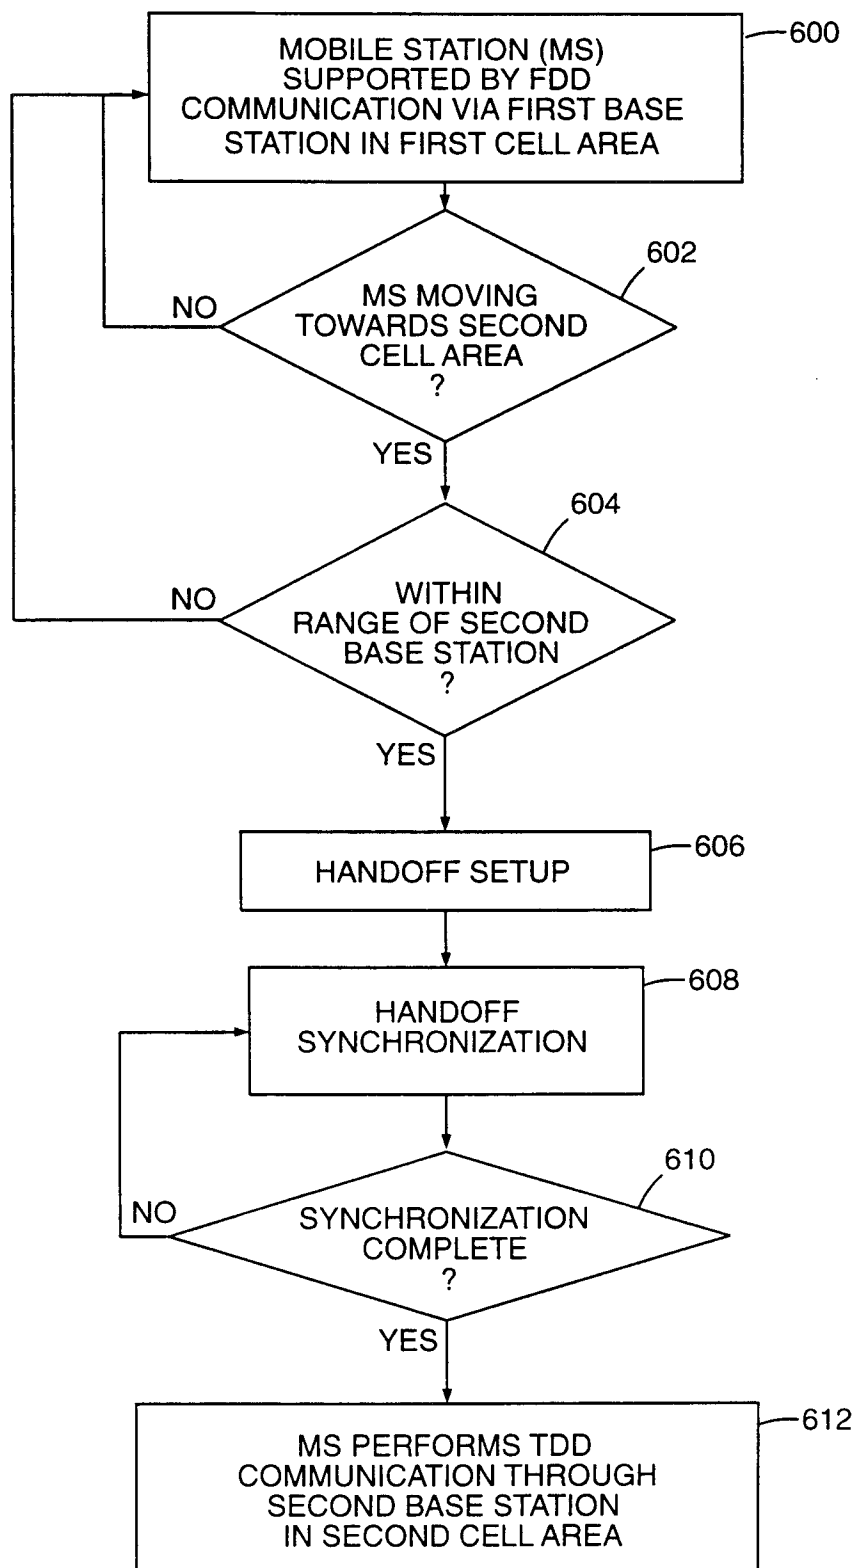 600
MOBILE STATION (MS)
SUPPORTED BY FDD
COMMUNICATION VIA FIRST BASE
STATION IN FIRST CELL AREA
602
NO
MS MOVING
TOWARDS SECOND
CELL AREA
?
YES
604
NO
WITHIN
RANGE OF SECOND
BASE STATION
?
YES
606
HANDOFF SETUP
608
HANDOFF
SYNCHRONIZATION
610
NO
SYNCHRONIZATION
COMPLETE
?
YES
612
MS PERFORMS TDD
COMMUNICATION THROUGH
SECOND BASE STATION
IN SECOND CELL AREA